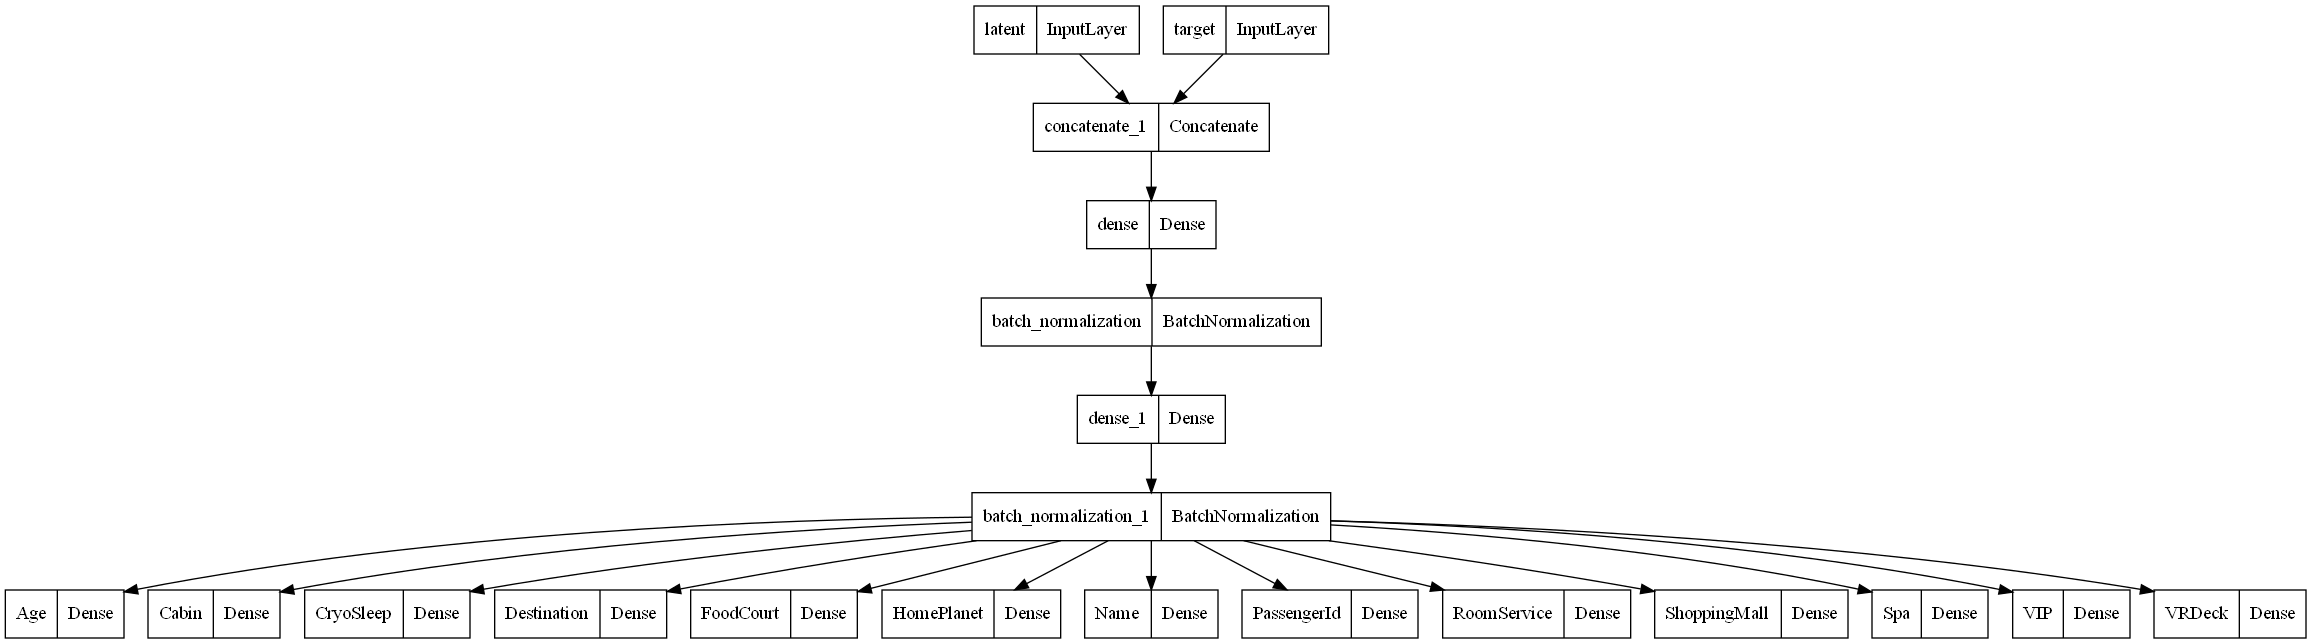 latent InputLayer target InputLayer
concatenate_1 Concatenate
dense Dense
batch_normalization BatchNormalization
dense_1 Dense
batch_normalization_1 BatchNormalization
Age Dense Cabin Dense CryoSleep Dense Destination Dense FoodCourt Dense HomePlanet Dense Name Dense PassengerId Dense RoomService Dense ShoppingMall Dense Spa Dense VIP Dense VRDeck Dense